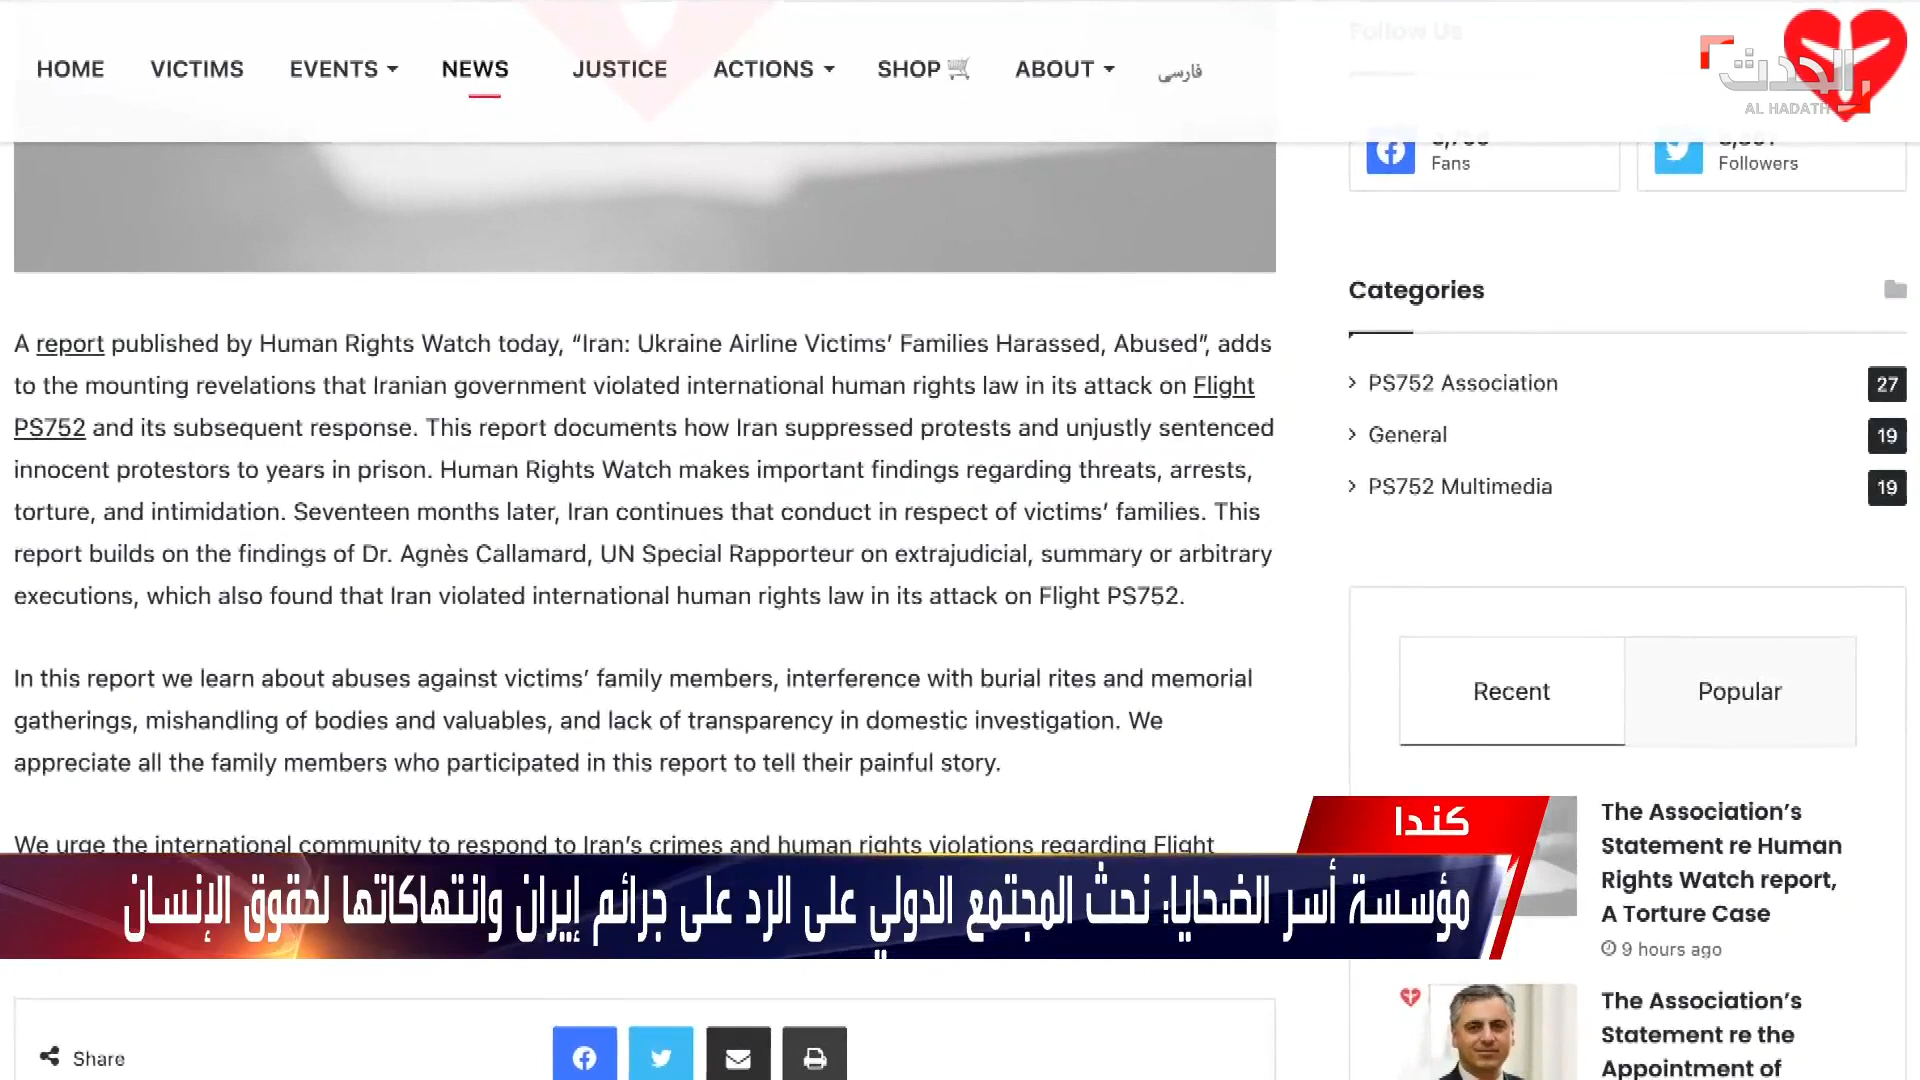 HOME VICTIMS EVENTS NEWS JUSTICE ACTIONS SHOP ABOUT فارسی
Follow Us
الحدث
AL HADATH
Fans
Followers
A report published by Human Rights Watch today, “Iran: Ukraine Airline Victims’ Families Harassed, Abused”, adds
to the mounting revelations that Iranian government violated international human rights law in its attack on Flight
PS752 and its subsequent response. This report documents how Iran suppressed protests and unjustly sentenced
innocent protestors to years in prison. Human Rights Watch makes important findings regarding threats, arrests,
torture, and intimidation. Seventeen months later, Iran continues that conduct in respect of victims’ families. This
report builds on the findings of Dr. Agnès Callamard, UN Special Rapporteur on extrajudicial, summary or arbitrary
executions, which also found that Iran violated international human rights law in its attack on Flight PS752.
In this report we learn about abuses against victims’ family members, interference with burial rites and memorial
gatherings, mishandling of bodies and valuables, and lack of transparency in domestic investigation. We
appreciate all the family members who participated in this report to tell their painful story.
We urge the international community to respond to Iran’s crimes and human rights violations regarding Flight
Categories
PS752 Association 27
General 19
PS752 Multimedia 19
Recent Popular
The Association’s
Statement re Human
Rights Watch report,
A Torture Case
9 hours ago
The Association’s
Statement re the
Appointment of
كندا
مؤسسة أسر الضحايا: نحث المجتمع الدولي على الرد على جرائم إيران وانتهاكاتها لحقوق الإنسان
Share